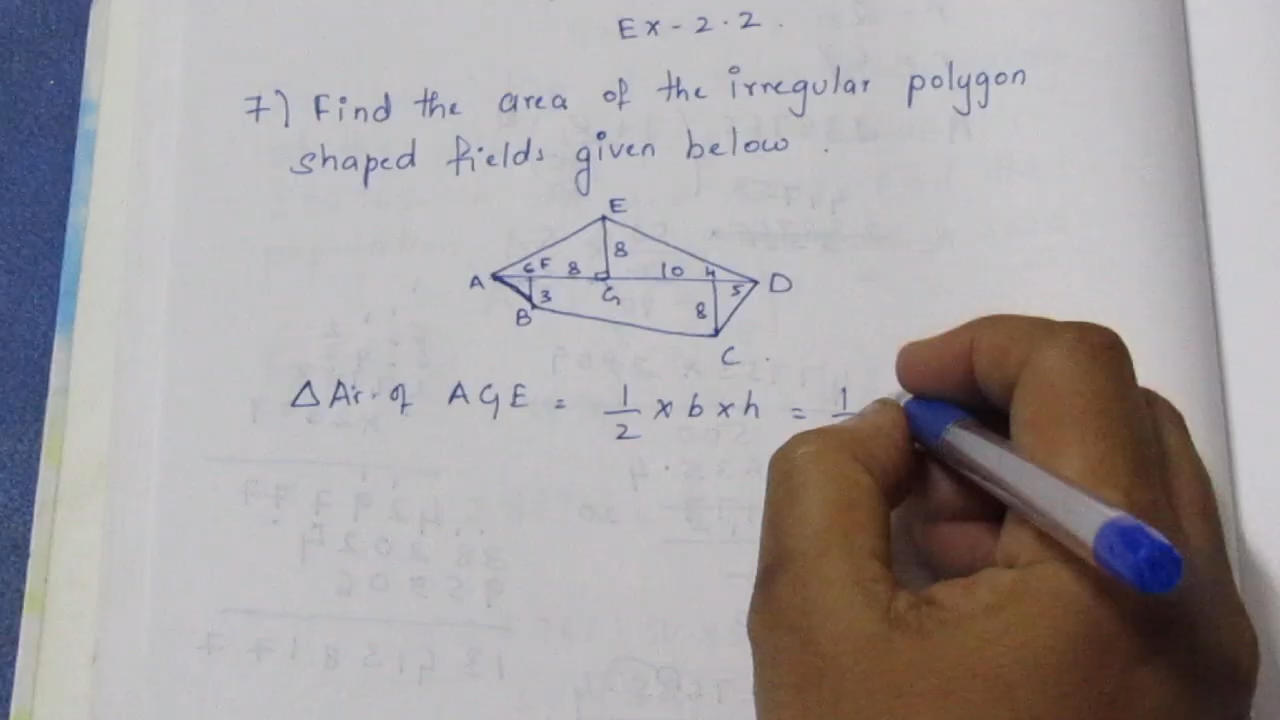 Ex-2.2.
7) Find the area of the irregular polygon
shaped fields given below.
E
8
A 6 F 8 10 H D
3 G 8 5
B
C.
△ Ar. of AGE = 1/2 x b x h = 1